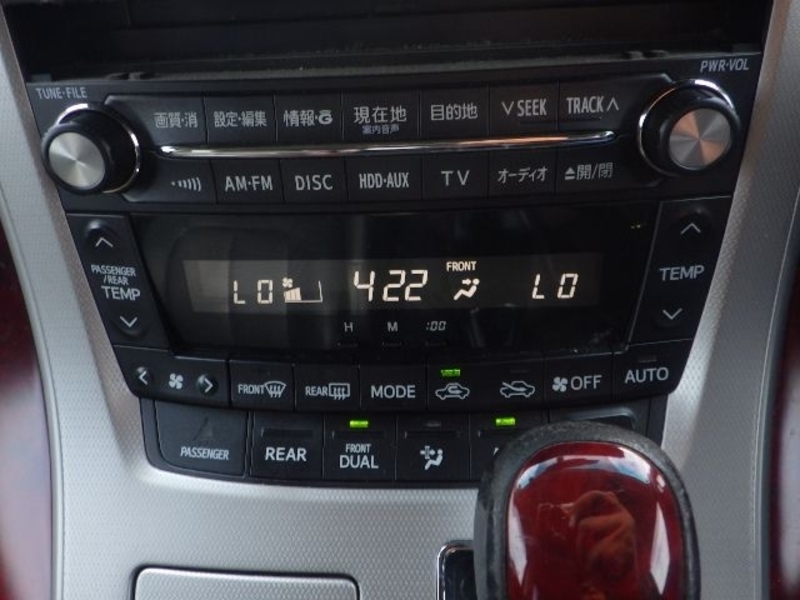 TUNE·FILE
PWR·VOL
画質·消 設定·編集 情報·G 現在地 目的地 ∨SEEK TRACK∧
案内音声
AM·FM DISC HDD·AUX TV オーディオ ⏏開/閉
PASSENGER
/REAR
TEMP
FRONT
LO 422 LO
TEMP
H M :00
FRONT REAR MODE OFF AUTO
PASSENGER REAR FRONT
DUAL